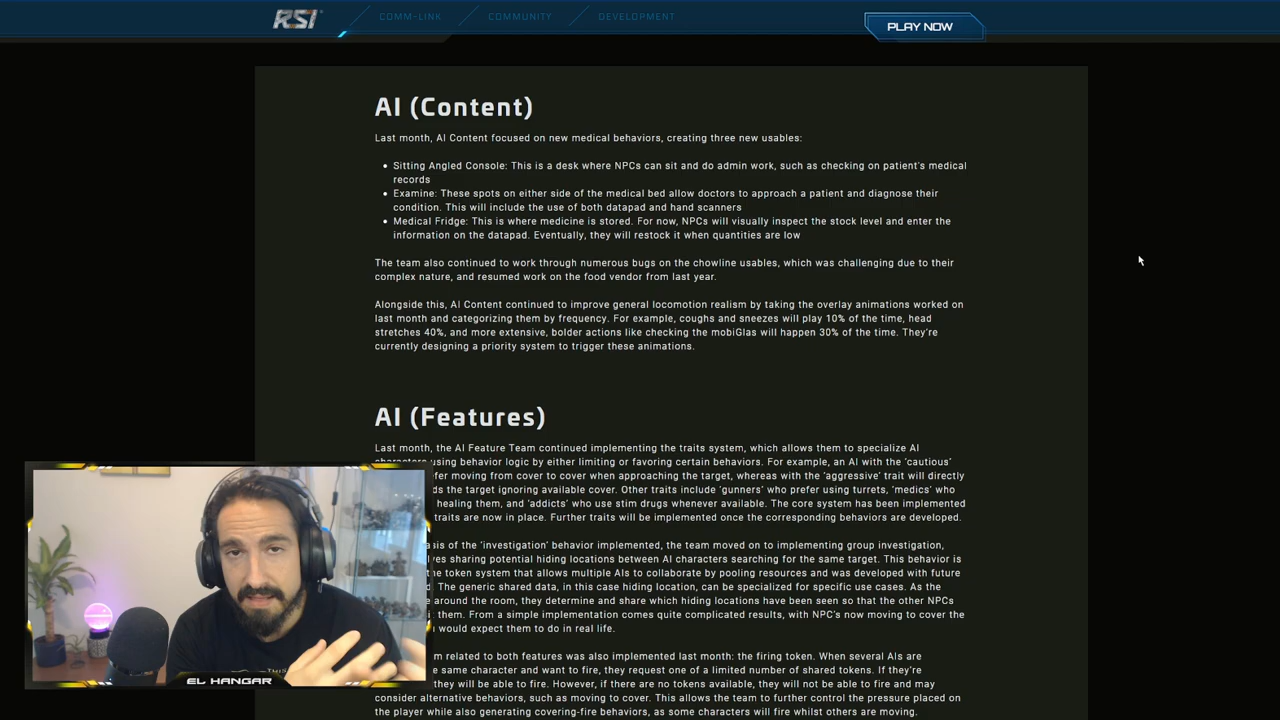 RSI
COMM-LINK
COMMUNITY
DEVELOPMENT
PLAY NOW
AI (Content)
Last month, AI Content focused on new medical behaviors, creating three new usables:
Sitting Angled Console: This is a desk where NPCs can sit and do admin work, such as checking on patient's medical
records
Examine: These spots on either side of the medical bed allow doctors to approach a patient and diagnose their
condition. This will include the use of both datapad and hand scanners
Medical Fridge: This is where medicine is stored. For now, NPCs will visually inspect the stock level and enter the
information on the datapad. Eventually, they will restock it when quantities are low
The team also continued to work through numerous bugs on the chowline usables, which was challenging due to their
complex nature, and resumed work on the food vendor from last year.
Alongside this, AI Content continued to improve general locomotion realism by taking the overlay animations worked on
last month and categorizing them by frequency. For example, coughs and sneezes will play 10% of the time, head
stretches 40%, and more extensive, bolder actions like checking the mobiGlas will happen 30% of the time. They're
currently designing a priority system to trigger these animations.
AI (Features)
Last month, the AI Feature Team continued implementing the traits system, which allows them to specialize AI
using behavior logic by either limiting or favoring certain behaviors. For example, an AI with the 'cautious'
moving from cover to cover when approaching the target, whereas with the 'aggressive' trait will directly
the target ignoring available cover. Other traits include 'gunners' who prefer using turrets, 'medics' who
healing them, and 'addicts' who use stim drugs whenever available. The core system has been implemented
traits are now in place. Further traits will be implemented once the corresponding behaviors are developed.
of the 'investigation' behavior implemented, the team moved on to implementing group investigation,
sharing potential hiding locations between AI characters searching for the same target. This behavior is
the token system that allows multiple AIs to collaborate by pooling resources and was developed with future
The generic shared data, in this case hiding location, can be specialized for specific use cases. As the
around the room, they determine and share which hiding locations have been seen so that the other NPCs
them. From a simple implementation comes quite complicated results, with NPC's now moving to cover the
would expect them to do in real life.
related to both features was also implemented last month: the firing token. When several AIs are
same character and want to fire, they request one of a limited number of shared tokens. If they're
they will be able to fire. However, if there are no tokens available, they will not be able to fire and may
consider alternative behaviors, such as moving to cover. This allows the team to further control the pressure placed on
the player while also generating covering-fire behaviors, as some characters will fire whilst others are moving.
EL HANGAR